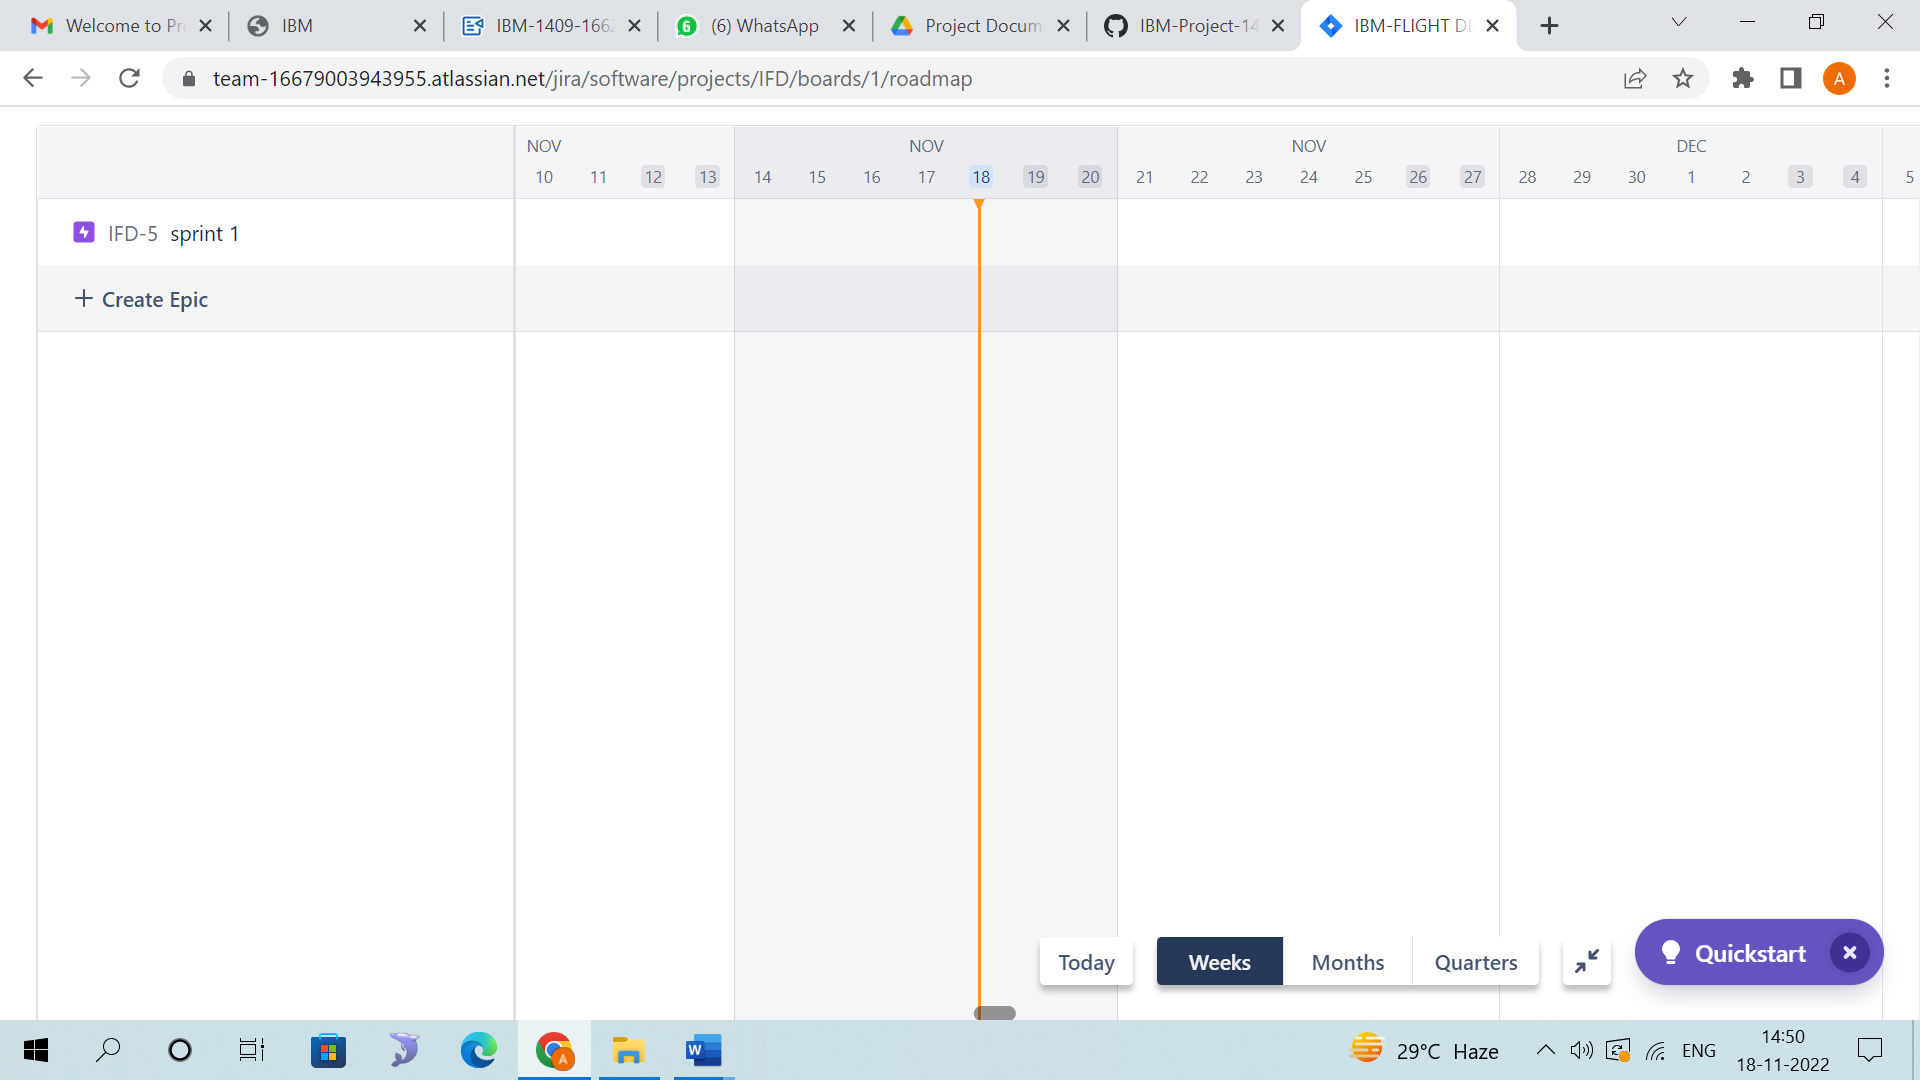 Welcome to Pr
IBM
IBM-1409-166
(6) WhatsApp
Project Docum
IBM-Project-14
IBM-FLIGHT DE
team-16679003943955.atlassian.net/jira/software/projects/IFD/boards/1/roadmap
A
NOV NOV NOV DEC
10 11 12 13 14 15 16 17 18 19 20 21 22 23 24 25 26 27 28 29 30 1 2 3 4 5
IFD-5 sprint 1
+ Create Epic
Today Weeks Months Quarters
Quickstart
29°C Haze
ENG
14:50
18-11-2022